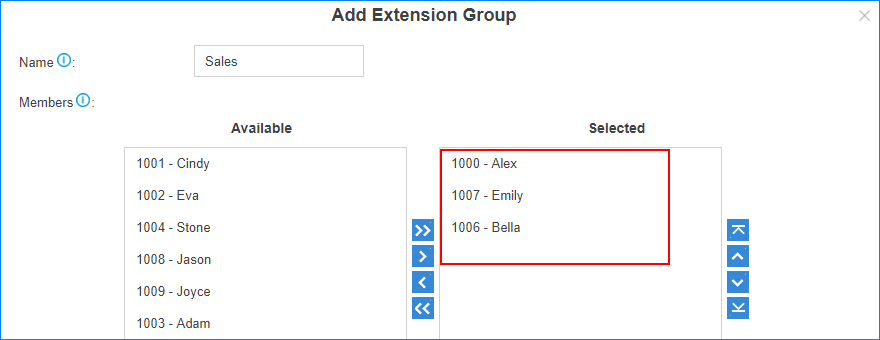 Add Extension Group
Name :
Sales
Members :
Available
Selected
1001 - Cindy
1002 - Eva
1004 - Stone
1008 - Jason
1009 - Joyce
1003 - Adam
1000 - Alex
1007 - Emily
1006 - Bella